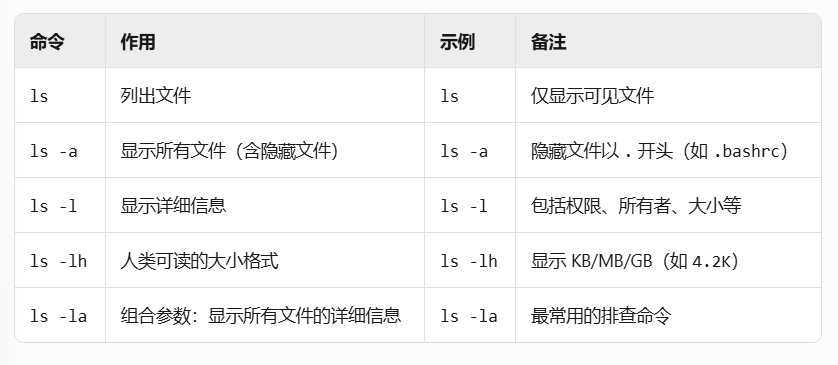 命令 作用 示例 备注
ls 列出文件 ls 仅显示可见文件
ls -a 显示所有文件（含隐藏文件） ls -a 隐藏文件以 . 开头（如 .bashrc）
ls -l 显示详细信息 ls -l 包括权限、所有者、大小等
ls -lh 人类可读的大小格式 ls -lh 显示 KB/MB/GB（如 4.2K）
ls -la 组合参数：显示所有文件的详细信息 ls -la 最常用的排查命令